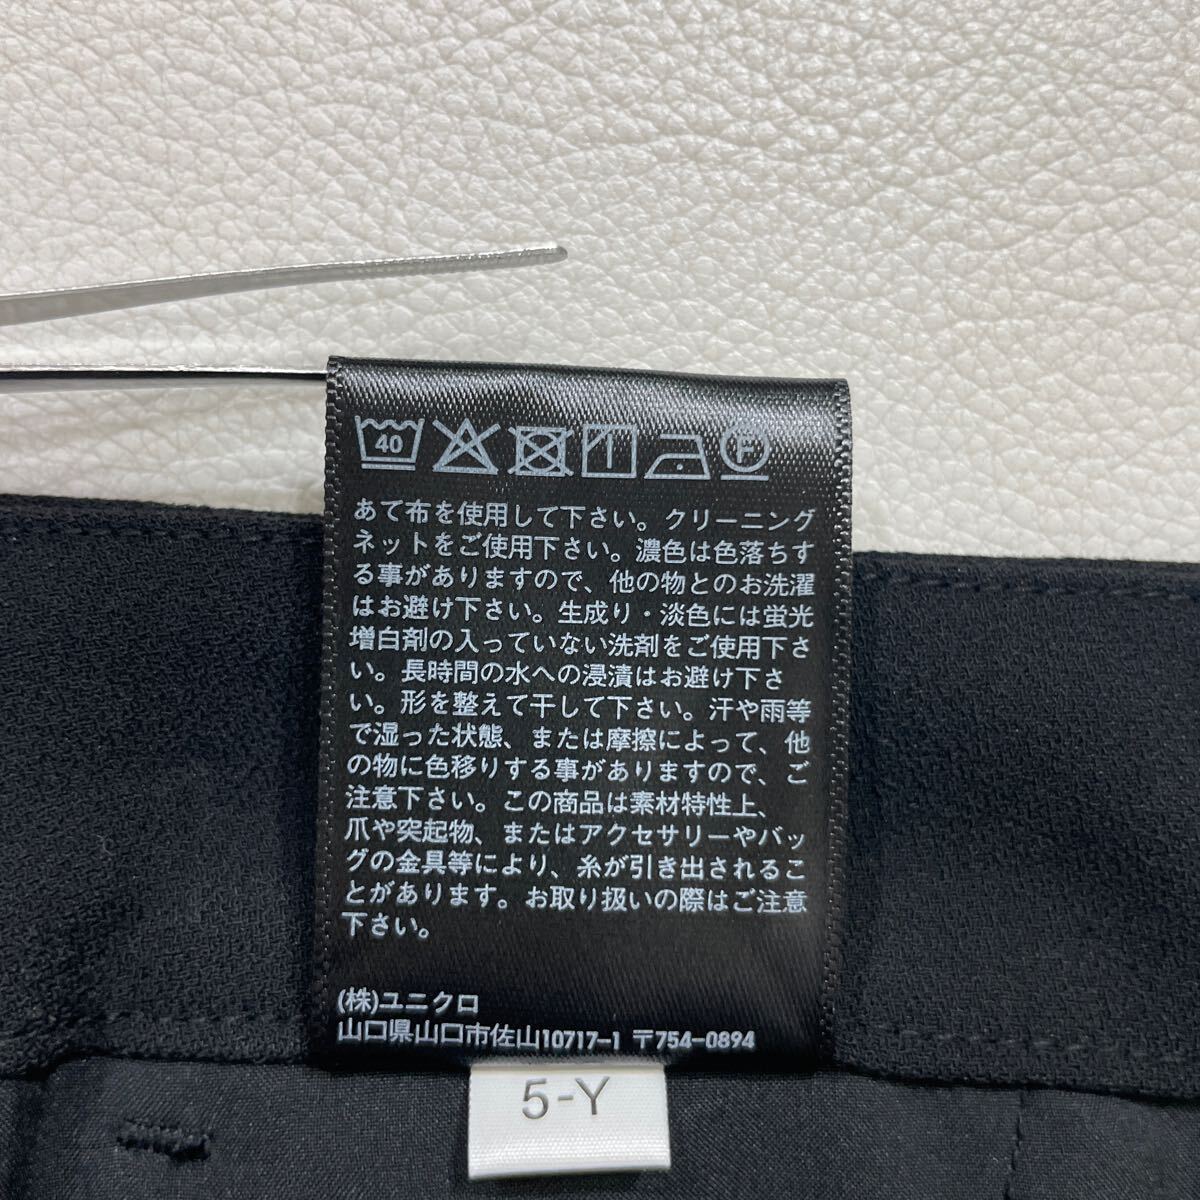 40
F
あて布を使用して下さい。クリーニング
ネットをご使用下さい。濃色は色落ちす
る事がありますので、他の物とのお洗濯
はお避け下さい。生成り・淡色には蛍光
増白剤の入っていない洗剤をご使用下さ
い。長時間の水への浸漬はお避け下さ
い。形を整えて干して下さい。汗や雨等
で湿った状態、または摩擦によって、他
の物に色移りする事がありますので、ご
注意下さい。この商品は素材特性上、
爪や突起物、またはアクセサリーやバッ
グの金具等により、糸が引き出されるこ
とがあります。お取り扱いの際はご注意
下さい。
(株)ユニクロ
山口県山口市佐山10717-1 〒754-0894
5-Y